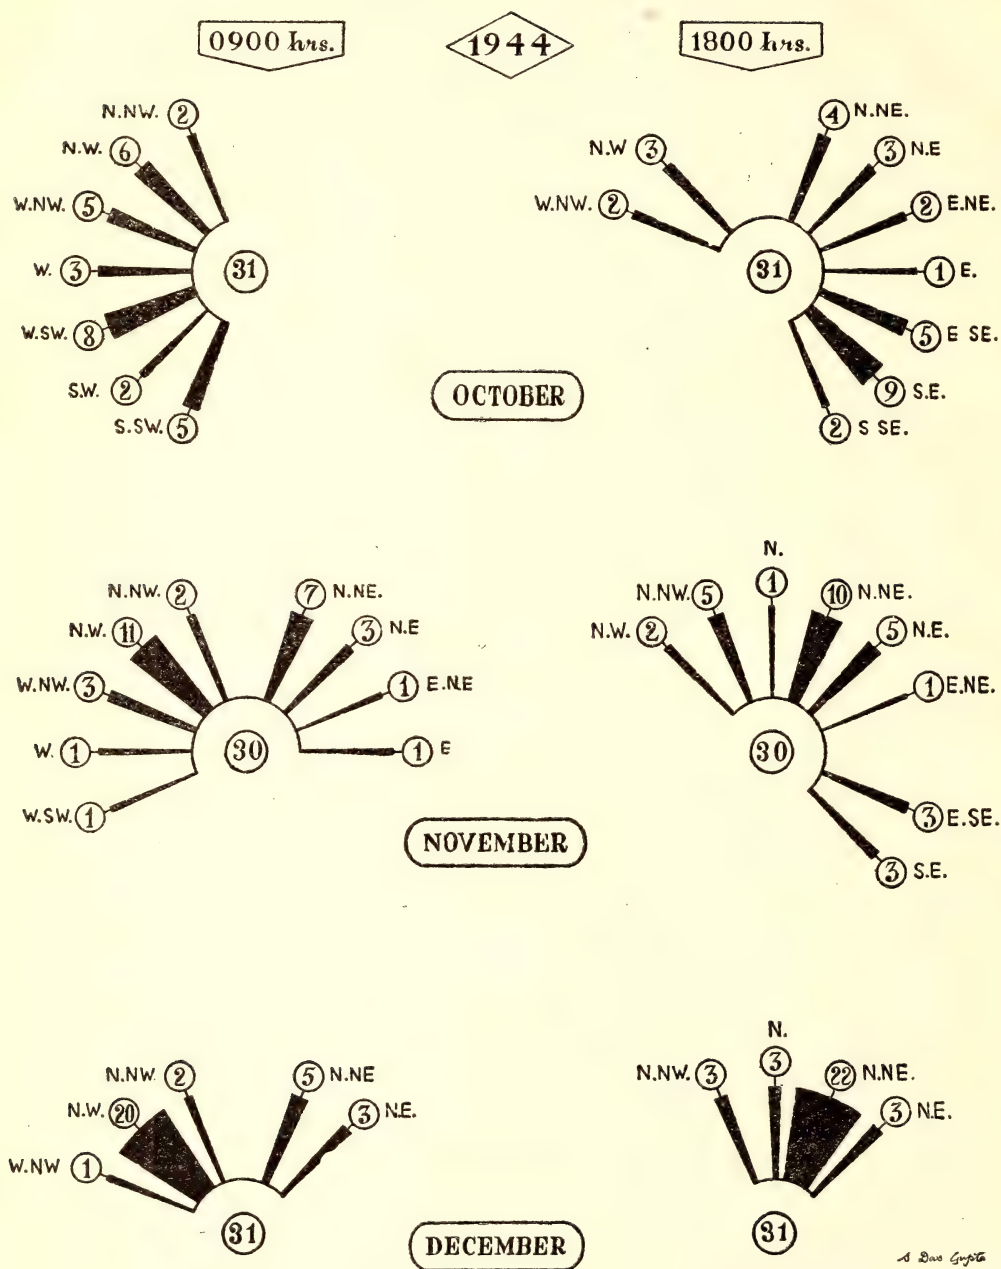 0900 hrs.
1944
1800 hrs.
N.NW. 2
N.W. 6
W.NW. 5
W. 3
31
W.SW. 8
S.W. 2
S.SW. 5
4 N.NE.
N.W 3
3 N.E
W.NW. 2
2 E.NE.
31
1 E.
5 E SE.
9 S.E.
2 S SE.
OCTOBER
N.NW. 2
7 N.NE.
N.W. 11
3 N.E
W.NW. 3
1 E.N.E
W. 1
30
1 E
W.SW. 1
N.
1
N.NW. 5
10 N.NE.
N.W. 2
5 N.E.
1 E.NE.
30
3 E.SE.
3 S.E.
NOVEMBER
N.NW. 2
5 N.NE
N.W. 20
3 N.E.
W.NW 1
31
N.
3
N.NW. 3
22 N.NE.
3 N.E.
31
DECEMBER
S Das Gupta